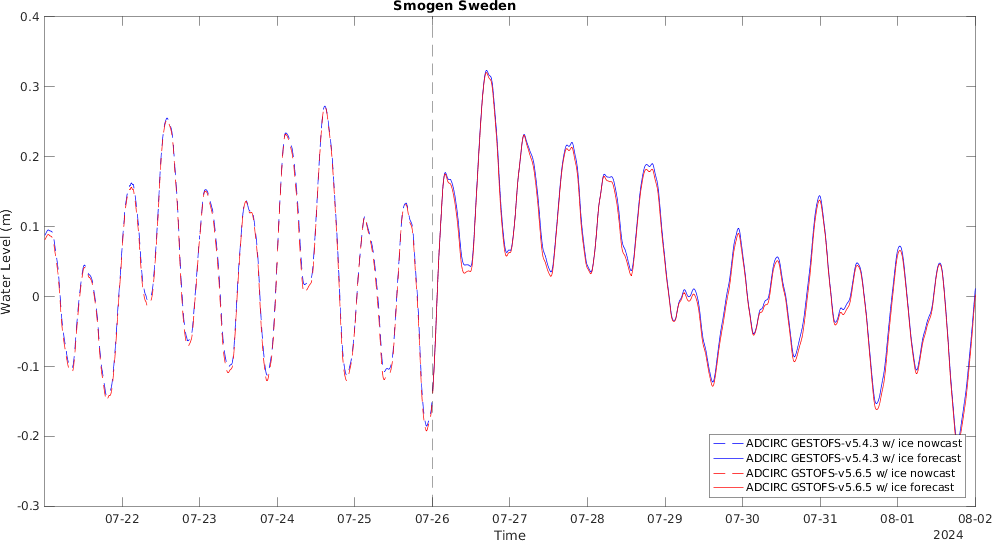 Smogen Sweden
0.4
0.3
0.2
0.1
0
-0.1
-0.2
-0.3
Water Level (m)
ADCIRC GESTOFS-v5.4.3 w/ ice nowcast
ADCIRC GESTOFS-v5.4.3 w/ ice forecast
ADCIRC GSTOFS-v5.6.5 w/ ice nowcast
ADCIRC GSTOFS-v5.6.5 w/ ice forecast
07-22 07-23 07-24 07-25 07-26 07-27 07-28 07-29 07-30 07-31 08-01 08-02
Time
2024